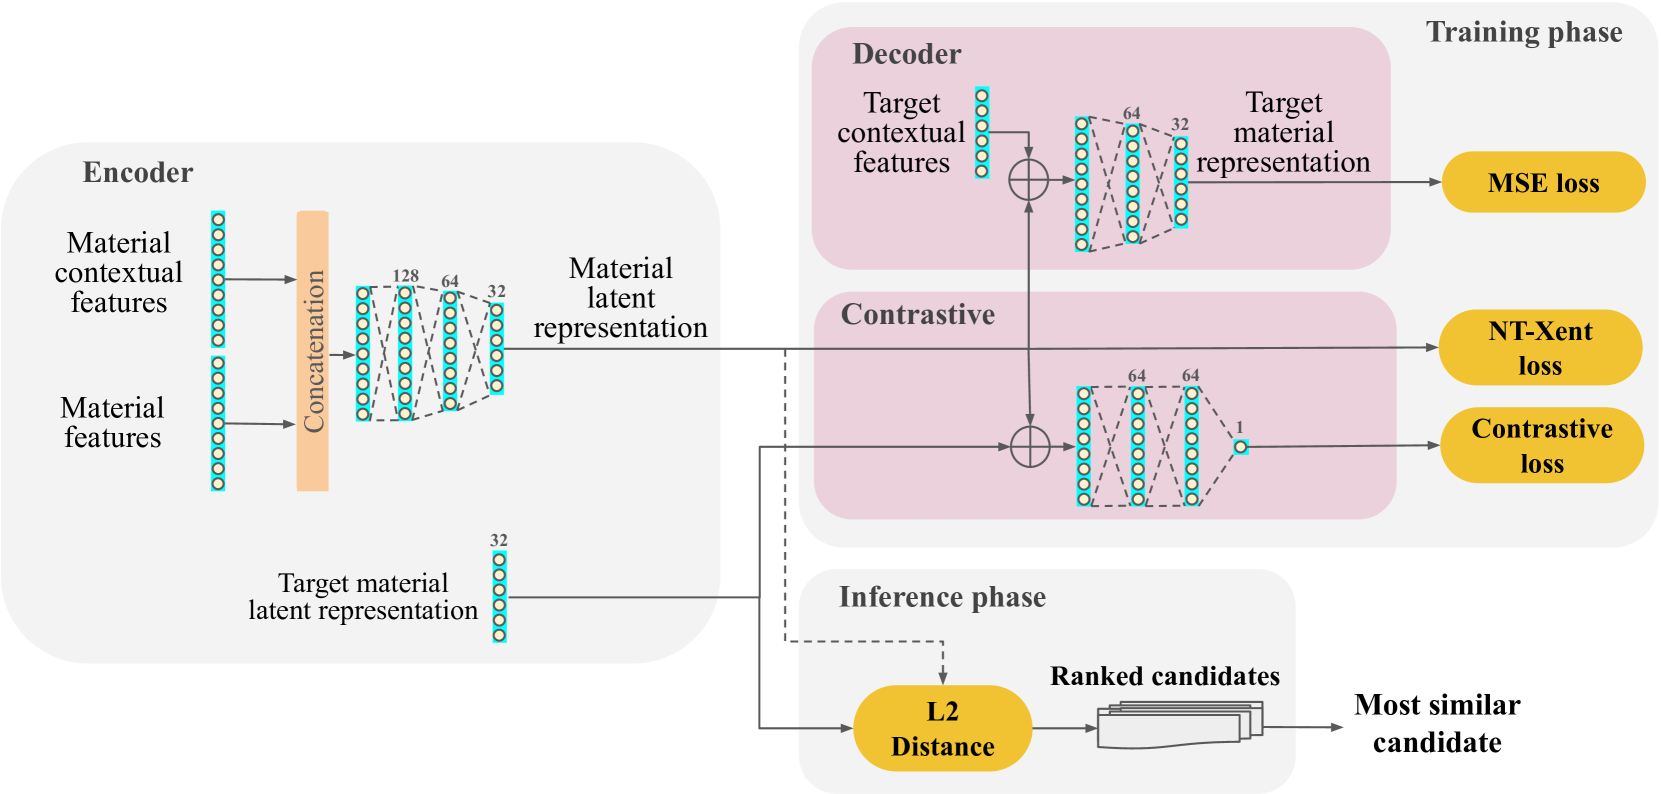 Training phase
Decoder
Target
contextual
features
64
32
Target
material
representation
MSE loss
Encoder
Material
contextual
features
Material
features
Concatenation
128
64
32
Material
latent
representation
Contrastive
64
64
1
NT-Xent
loss
Contrastive
loss
32
Target material
latent representation
Inference phase
L2
Distance
Ranked candidates
Most similar
candidate